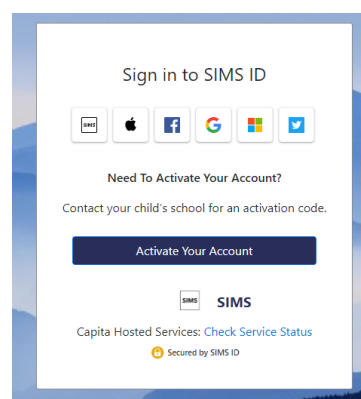 Sign in to SIMS ID
SIMS
Need To Activate Your Account?
Contact your child's school for an activation code.
Activate Your Account
SIMS SIMS
Capita Hosted Services: Check Service Status
Secured by SIMS ID